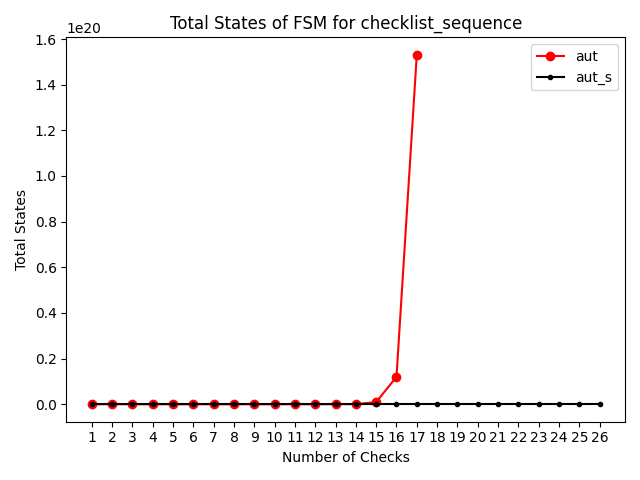 Total States of FSM for checklist_sequence
1e20
1.6
1.4
1.2
1.0
0.8
0.6
0.4
0.2
0.0
Total States
aut
aut_s
1 2 3 4 5 6 7 8 9 10 11 12 13 14 15 16 17 18 19 20 21 22 23 24 25 26
Number of Checks